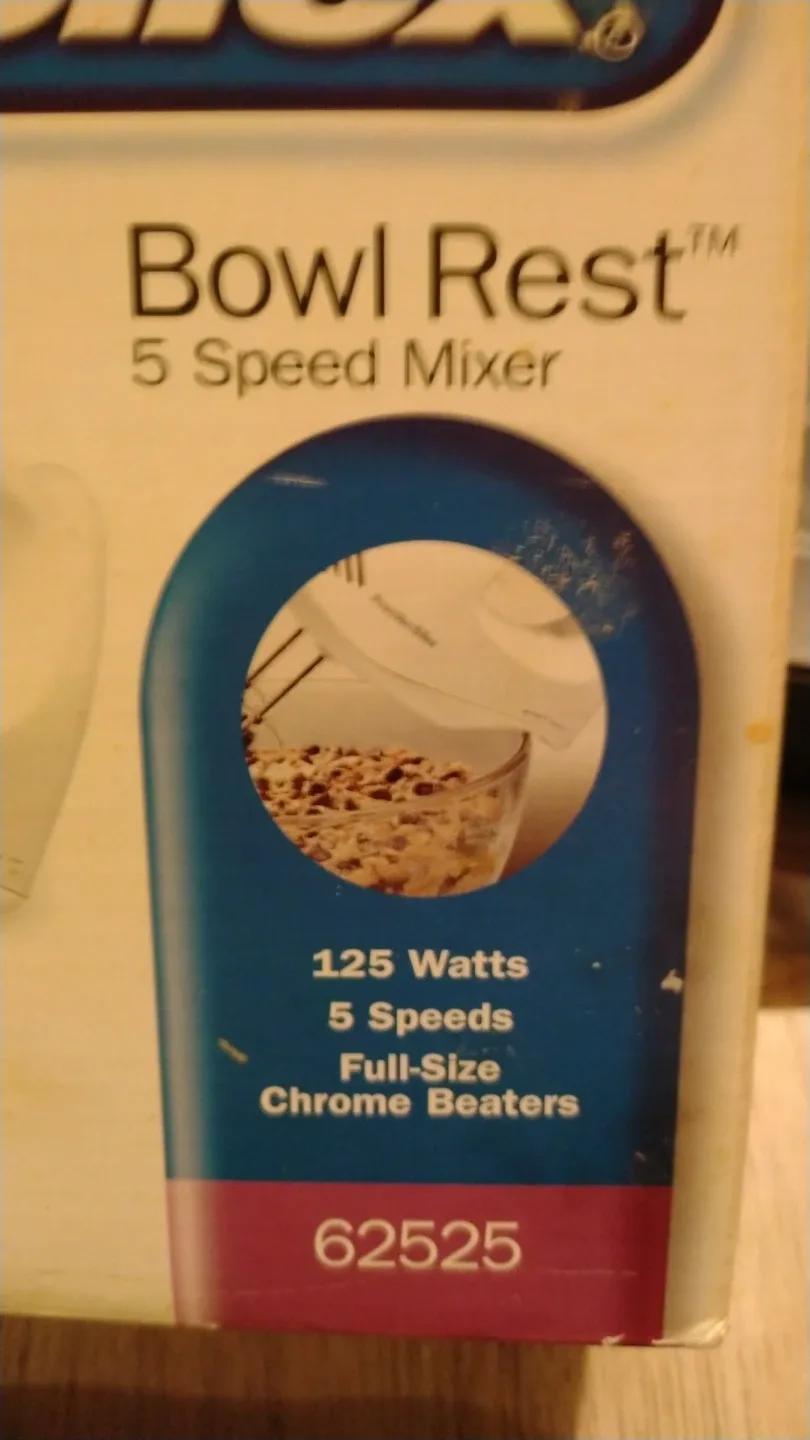 Bowl Rest™
5 Speed Mixer
125 Watts
5 Speeds
Full-Size
Chrome Beaters
62525